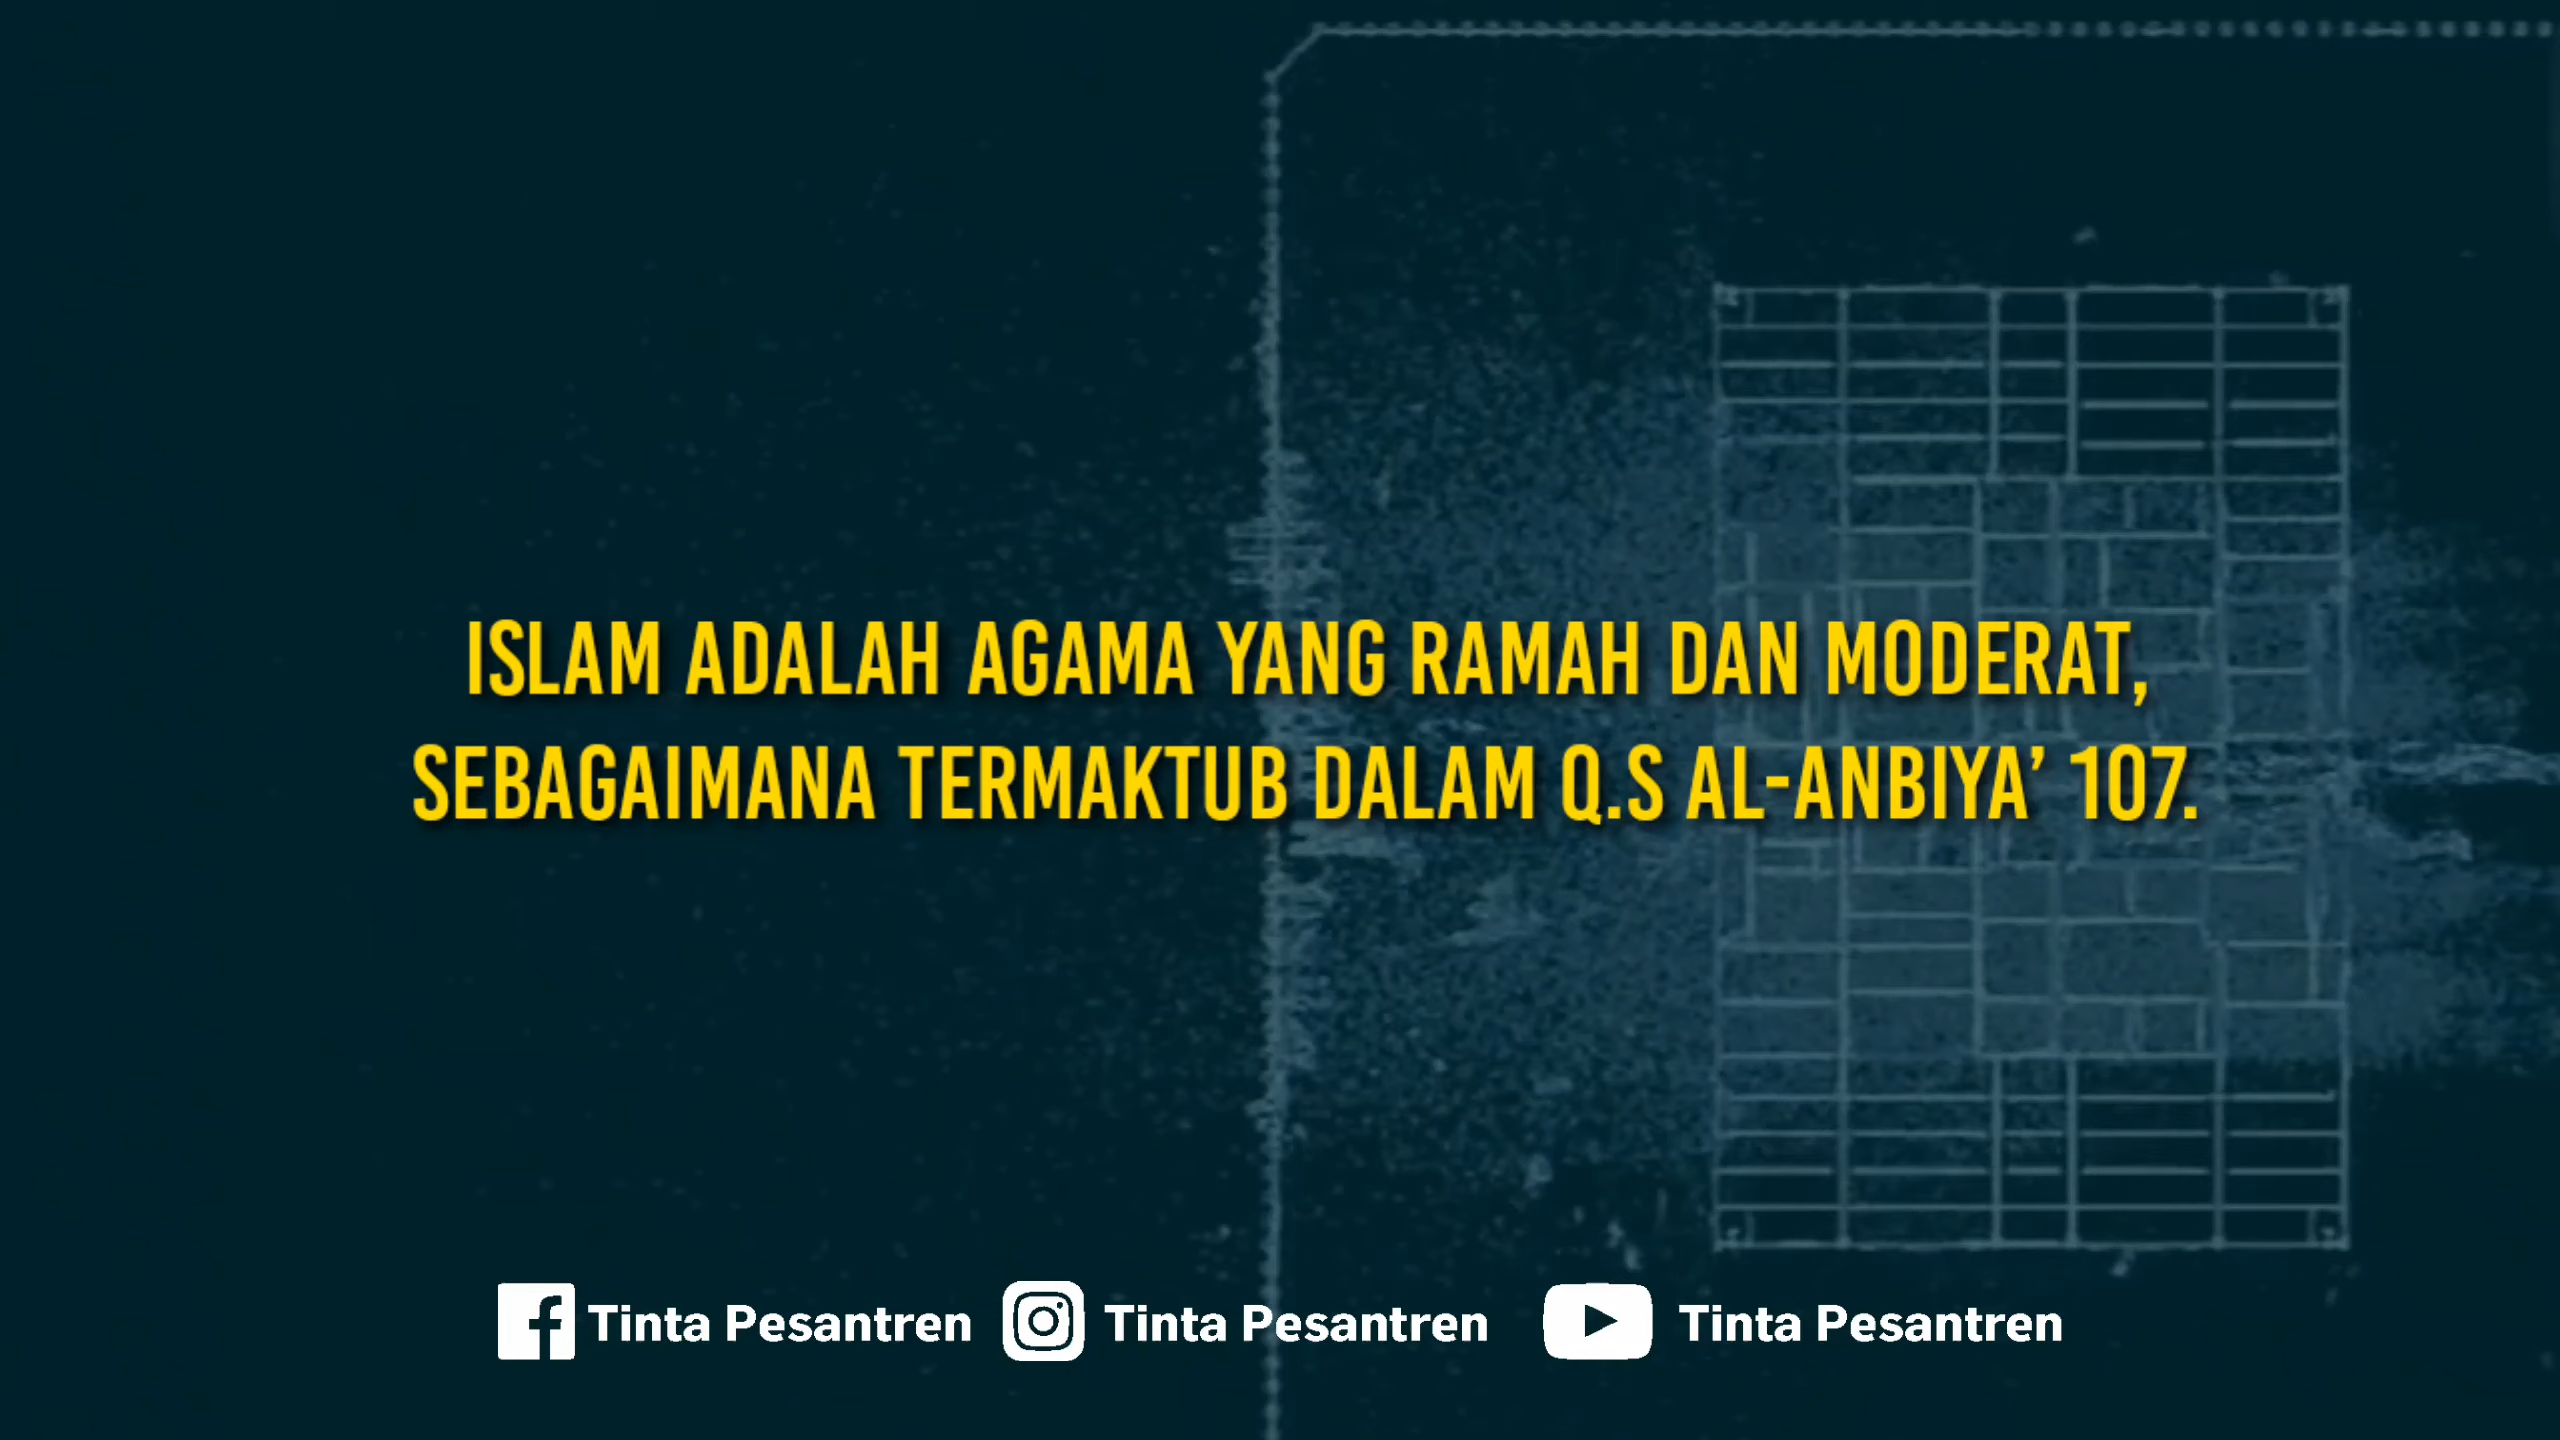 ISLAM ADALAH AGAMA YANG RAMAH DAN MODERAT,
SEBAGAIMANA TERMAKTUB DALAM Q.S AL-ANBIYA’ 107.
Tinta Pesantren Tinta Pesantren Tinta Pesantren